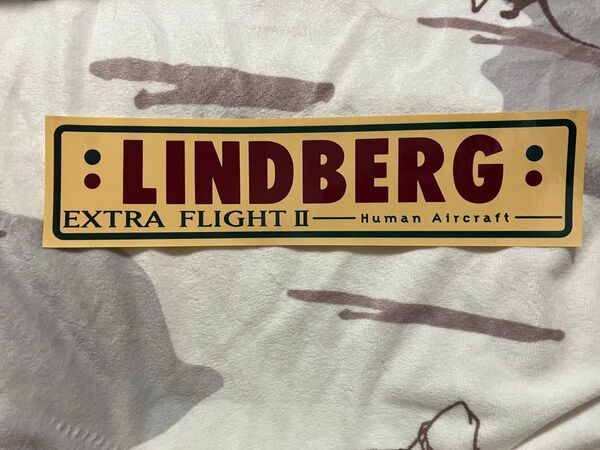 LINDBERG
EXTRA FLIGHT II — Human Aircraft —